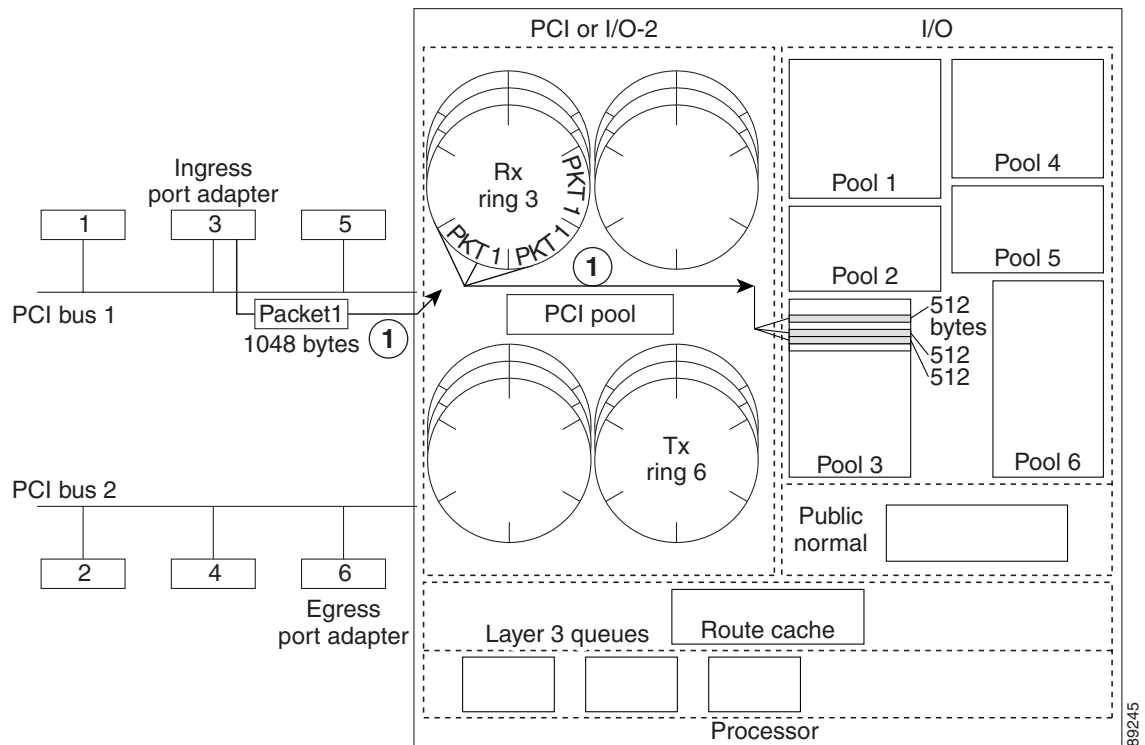 PCI or I/O-2
I/O
Ingress
port adapter
1
3
5
PCI bus 1
Packet1
1048 bytes
1
Rx
ring 3
PKT 1
PKT 1
PKT 1
1
PCI pool
Pool 1
Pool 4
Pool 2
Pool 5
512
bytes
512
512
Pool 3
Pool 6
Tx
ring 6
PCI bus 2
2
4
6
Egress
port adapter
Public
normal
Layer 3 queues
Route cache
Processor
89245